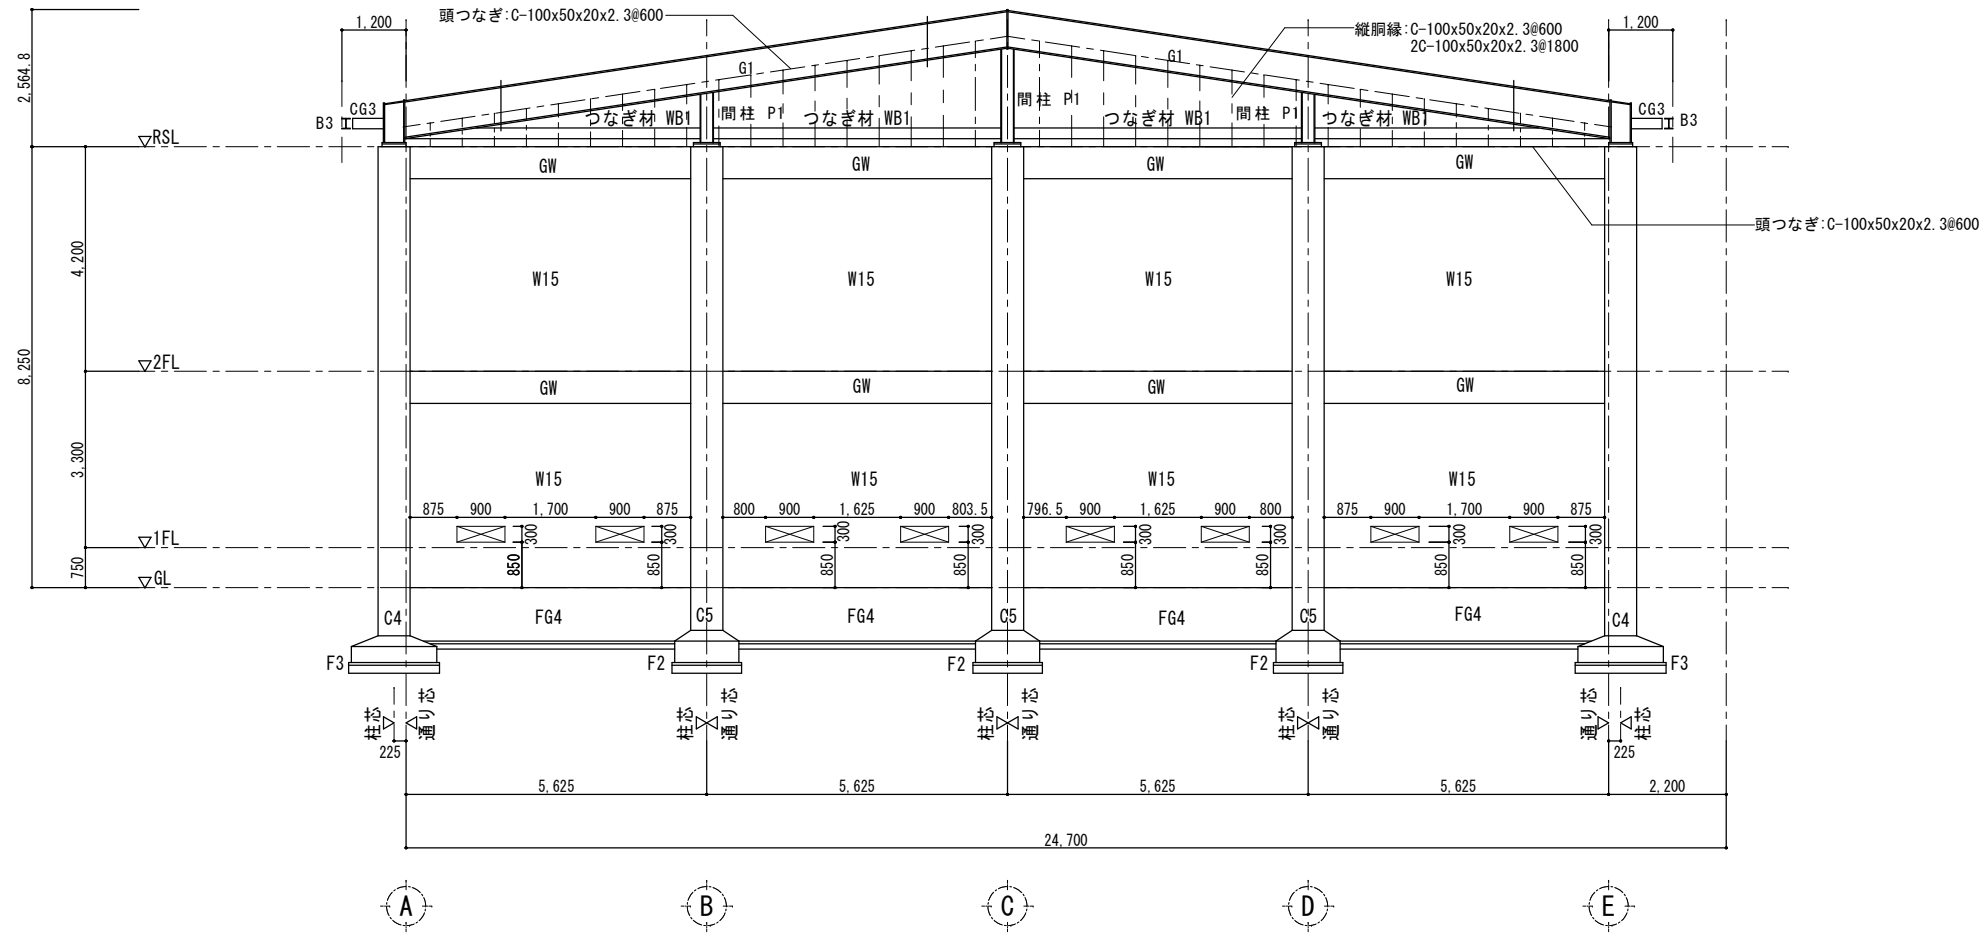 頭つなぎ:C-100x50x20x2.3@600
縦胴縁:C-100x50x20x2.3@600
2C-100x50x20x2.3@1800
1,200
1,200
2,564.8
G1
G1
CG3
CG3
B3
B3
間柱 P1
間柱 P1
間柱 P1
つなぎ材 WB1
つなぎ材 WB1
つなぎ材 WB1
つなぎ材 WB1
RSL
GW
GW
GW
GW
頭つなぎ:C-100x50x20x2.3@600
4,200
W15
W15
W15
W15
8,250
2FL
GW
GW
GW
GW
3,300
W15
W15
W15
W15
875 900 1,700 900 875
800 900 1,625 900 803.5
796.5 900 1,625 900 800
875 900 1,700 900 875
300 300 300 300 300 300 300 300
1FL
850 850 850 850 850 850 850 850
750
GL
C4 FG4 C5 FG4 C5 FG4 C5 FG4 C4
F3 F2 F2 F2 F3
柱芯 通り芯
柱芯 通り芯
柱芯 通り芯
柱芯 通り芯
通り芯 柱芯
225
225
5,625 5,625 5,625 5,625 2,200
24,700
A B C D E